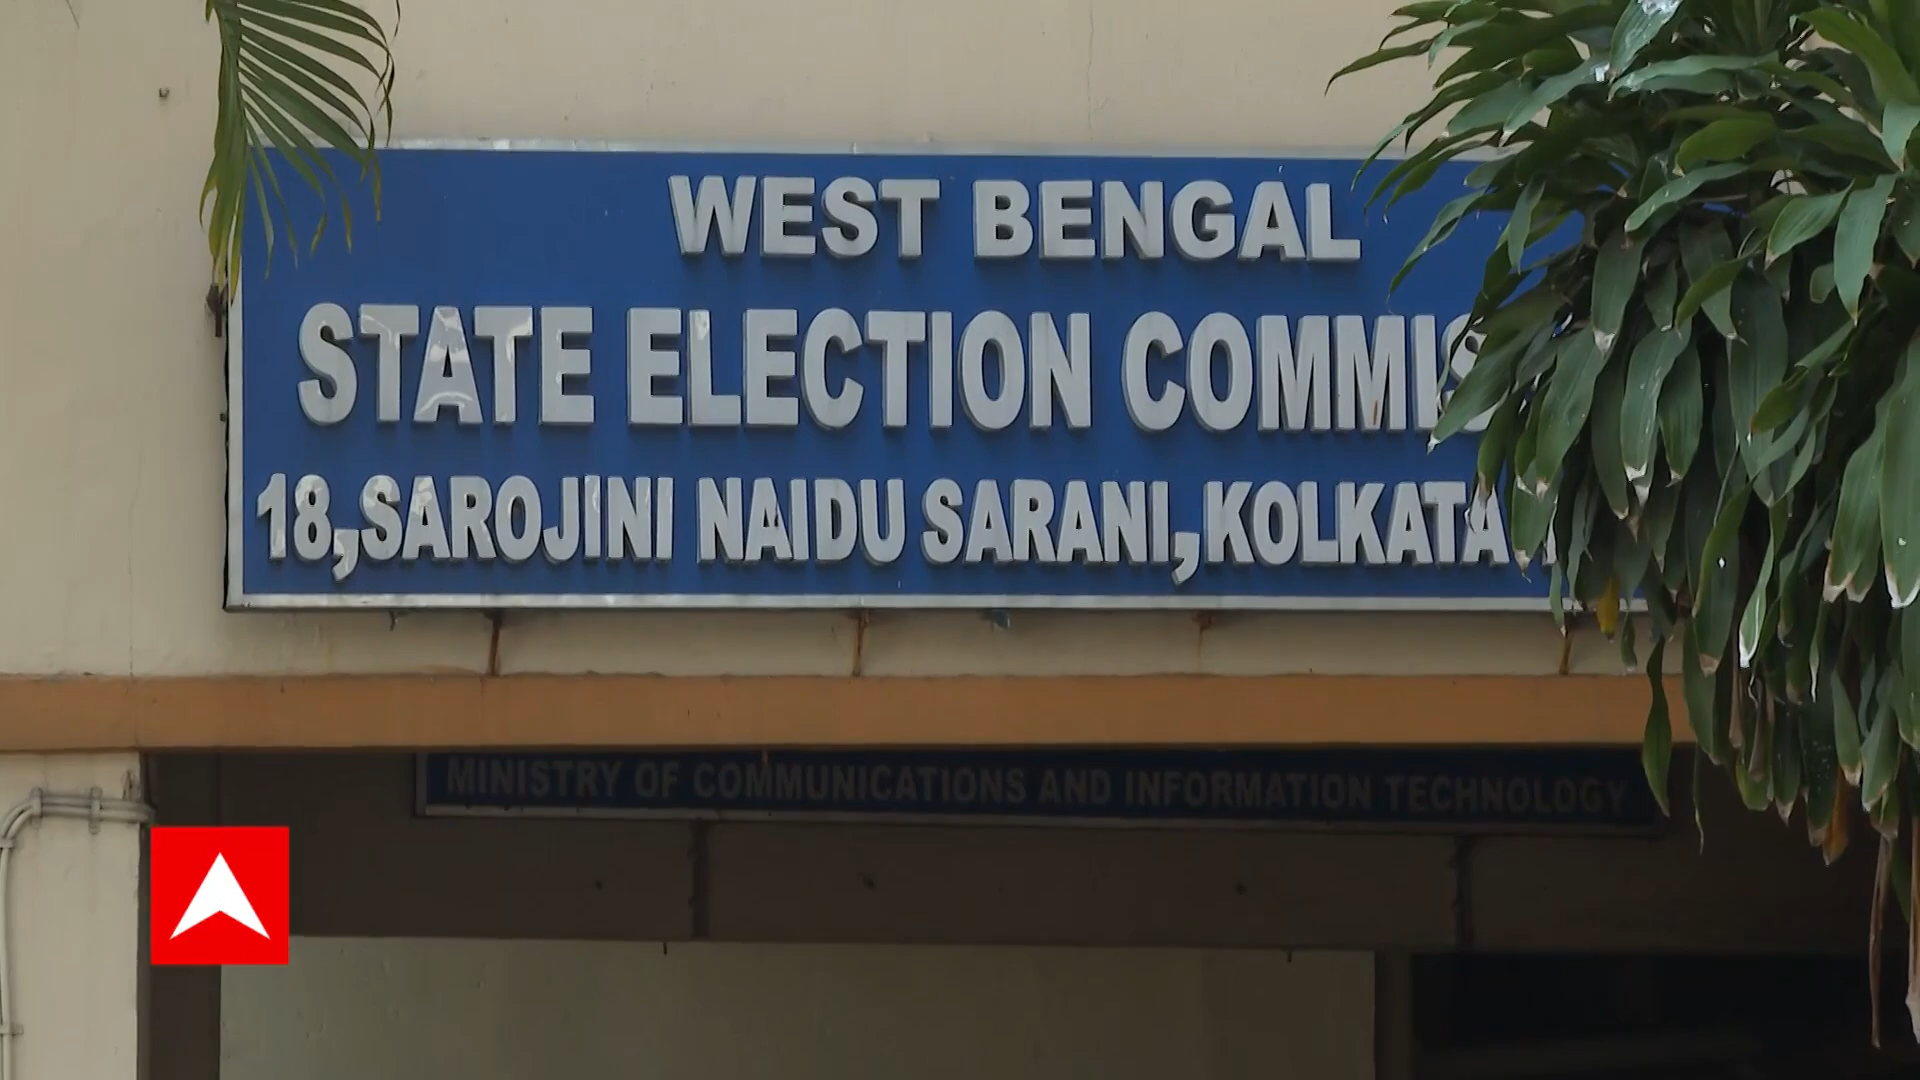 WEST BENGAL
STATE ELECTION COMMIS
18,SAROJINI NAIDU SARANI,KOLKATA
MINISTRY OF COMMUNICATIONS AND INFORMATION TECHNOLOGY